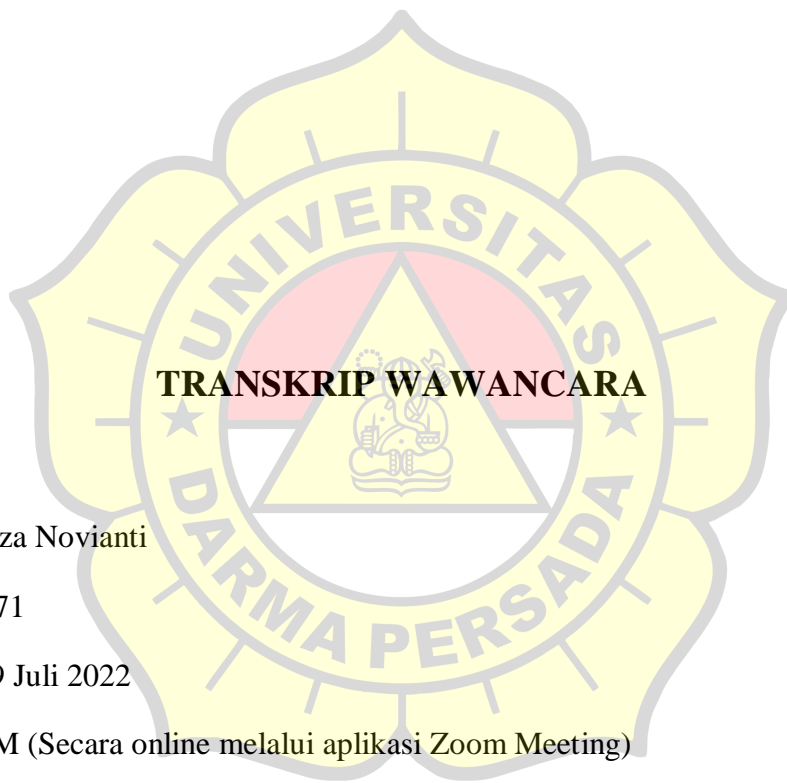 UNIVERSITAS
TRANSKRIP WAWANCARA
za Novianti
71
9 Juli 2022
M (Secara online melalui aplikasi Zoom Meeting)
DARMA PERSADA